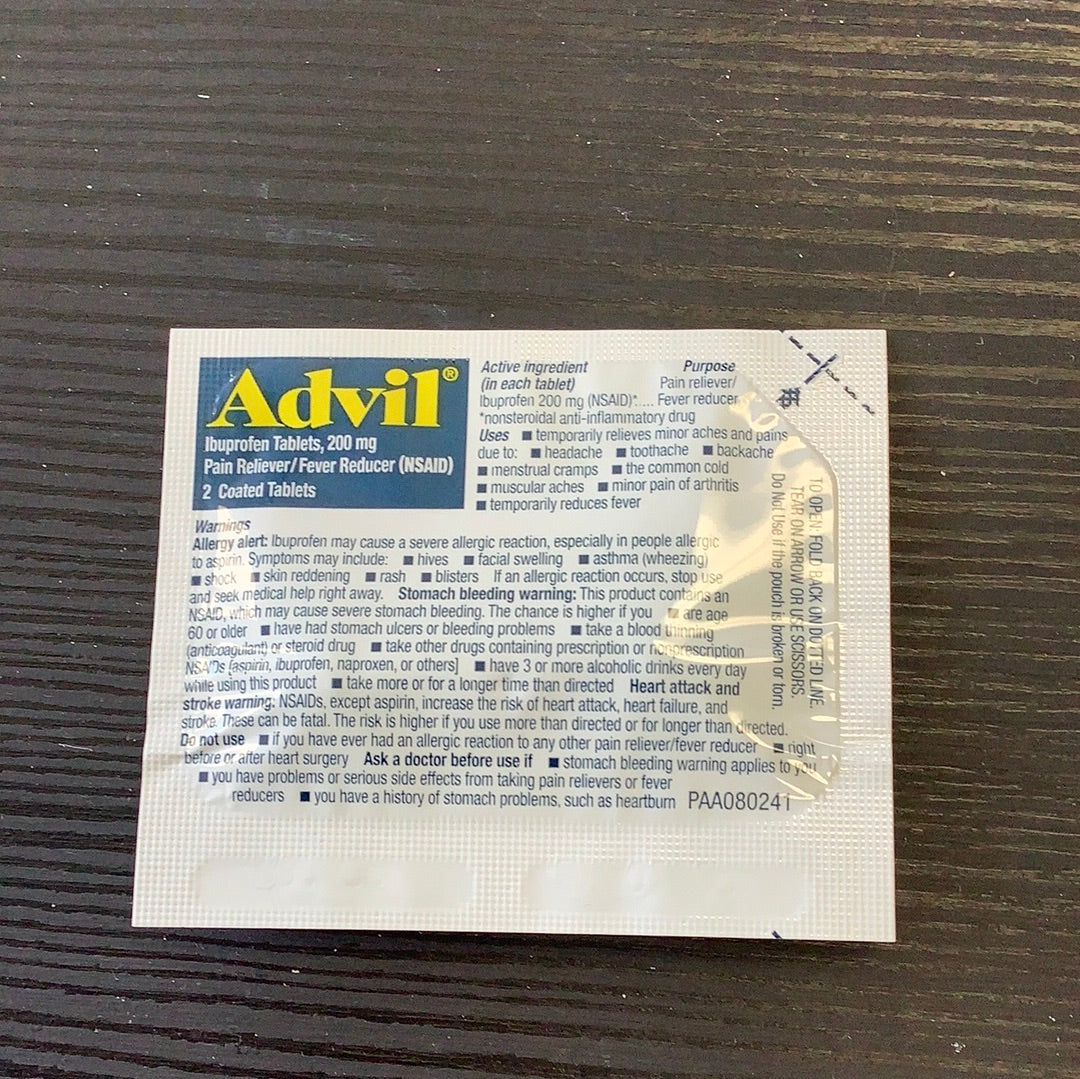 Advil®
Ibuprofen Tablets, 200 mg
Pain Reliever/Fever Reducer (NSAID)
2 Coated Tablets
Active ingredient Purpose
(in each tablet) Pain reliever/
Ibuprofen 200 mg (NSAID)*.... Fever reducer
*nonsteroidal anti-inflammatory drug
Uses ■ temporarily relieves minor aches and pains
due to: ■ headache ■ toothache ■ backache
■ menstrual cramps ■ the common cold
■ muscular aches ■ minor pain of arthritis
■ temporarily reduces fever
Warnings
Allergy alert: Ibuprofen may cause a severe allergic reaction, especially in people allergic
to aspirin. Symptoms may include: ■ hives ■ facial swelling ■ asthma (wheezing)
■ shock ■ skin reddening ■ rash ■ blisters If an allergic reaction occurs, stop use
and seek medical help right away. Stomach bleeding warning: This product contains an
NSAID, which may cause severe stomach bleeding. The chance is higher if you ■ are age
60 or older ■ have had stomach ulcers or bleeding problems ■ take a blood thinning
(anticoagulant) or steroid drug ■ take other drugs containing prescription or nonprescription
NSAIDs [aspirin, ibuprofen, naproxen, or others] ■ have 3 or more alcoholic drinks every day
while using this product ■ take more or for a longer time than directed Heart attack and
stroke warning: NSAIDs, except aspirin, increase the risk of heart attack, heart failure, and
stroke. These can be fatal. The risk is higher if you use more than directed or for longer than directed.
Do not use ■ if you have ever had an allergic reaction to any other pain reliever/fever reducer ■ right
before or after heart surgery Ask a doctor before use if ■ stomach bleeding warning applies to you
■ you have problems or serious side effects from taking pain relievers or fever
reducers ■ you have a history of stomach problems, such as heartburn PAA080241
TO OPEN: FOLD BACK ON DOTTED LINE.
TEAR ON ARROW OR USE SCISSORS.
Do Not Use if the pouch is broken or torn.